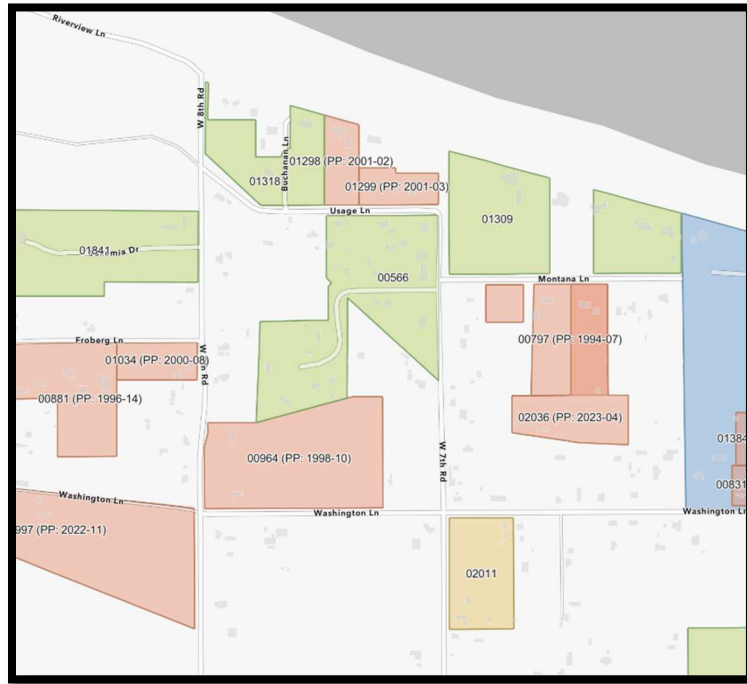 Riverview Ln
W 8th Rd
Buchanan Ln
01298 (PP: 2001-02)
01318
01299 (PP: 2001-03)
Usage Ln
01309
01841
00566
Montana Ln
Froberg Ln
00797 (PP: 1994-07)
01034 (PP: 2000-08)
00881 (PP: 1996-14)
02036 (PP: 2023-04)
01384
00964 (PP: 1998-10)
W 7th Rd
00831
Washington Ln
Washington Ln
Washington Ln
997 (PP: 2022-11)
02011